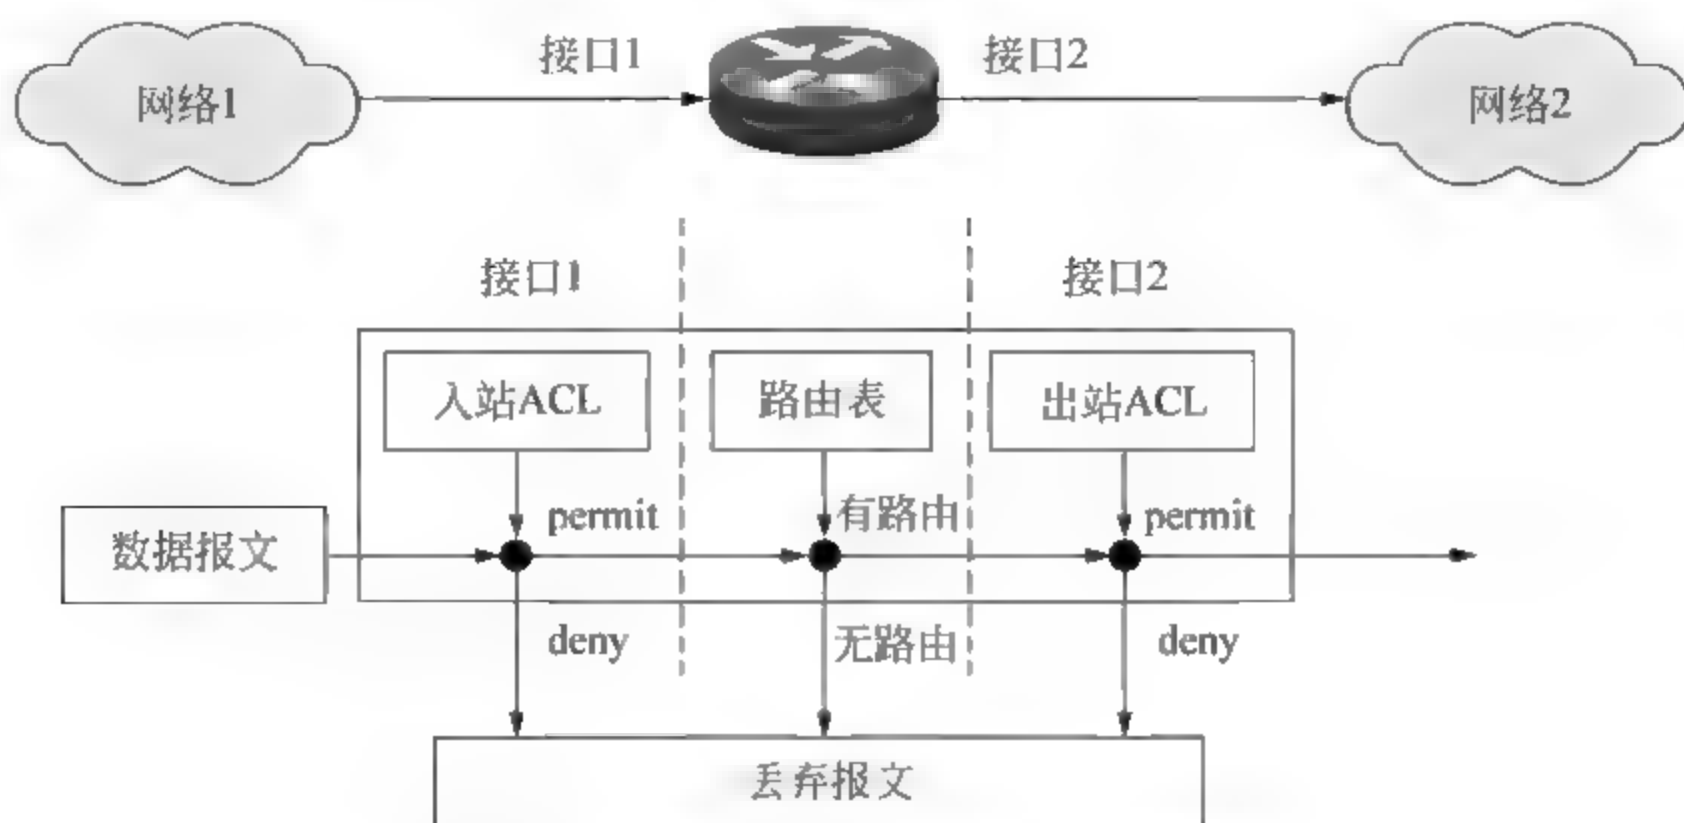 网络1
接口1
接口2
网络2
接口1
接口2
入站ACL
路由表
出站ACL
数据报文
permit
有路由
permit
deny
无路由
deny
丢弃报文